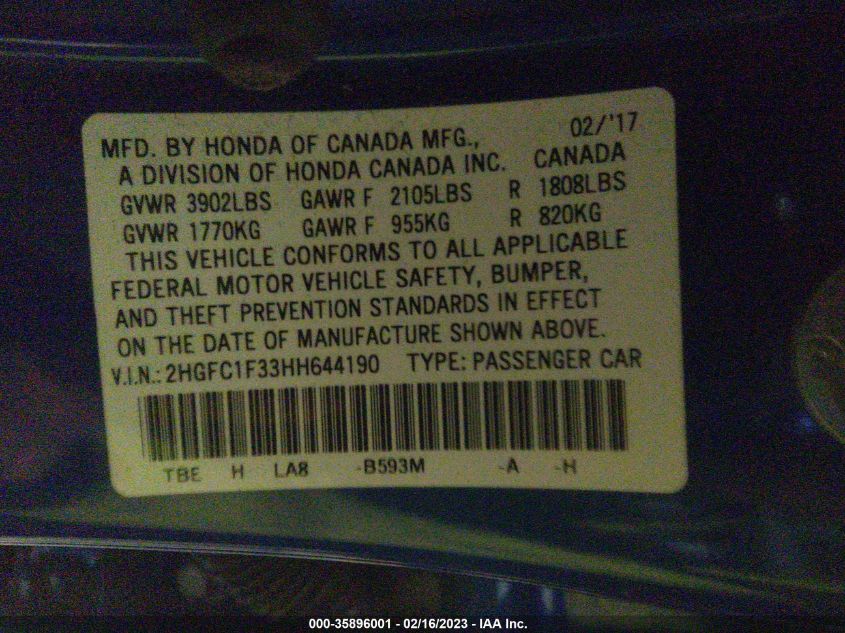 02/'17
MFD. BY HONDA OF CANADA MFG.,
A DIVISION OF HONDA CANADA INC. CANADA
GVWR 3902LBS GAWR F 2105LBS R 1808LBS
GVWR 1770KG GAWR F 955KG R 820KG
THIS VEHICLE CONFORMS TO ALL APPLICABLE
FEDERAL MOTOR VEHICLE SAFETY, BUMPER,
AND THEFT PREVENTION STANDARDS IN EFFECT
ON THE DATE OF MANUFACTURE SHOWN ABOVE.
V.I.N.: 2HGFC1F33HH644190 TYPE: PASSENGER CAR
TBE H LA8 -B593M -A -H
000-35896001 - 02/16/2023 - IAA Inc.